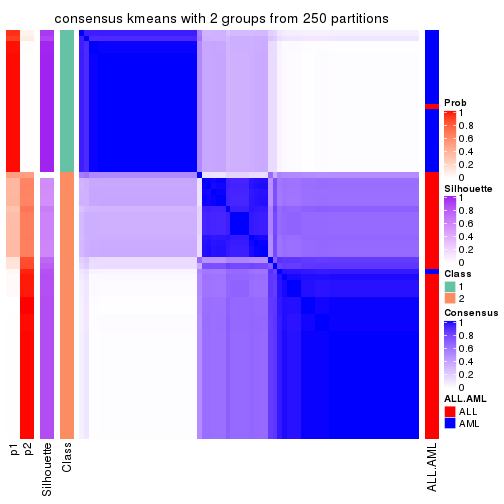 consensus kmeans with 2 groups from 250 partitions
Prob
1
0.8
0.6
0.4
0.2
0
Silhouette
1
0.8
0.6
0.4
0.2
0
Class
1
2
Consensus
1
0.8
0.6
0.4
0.2
0
ALL.AML
ALL
AML
p1
p2
Silhouette
Class
ALL.AML